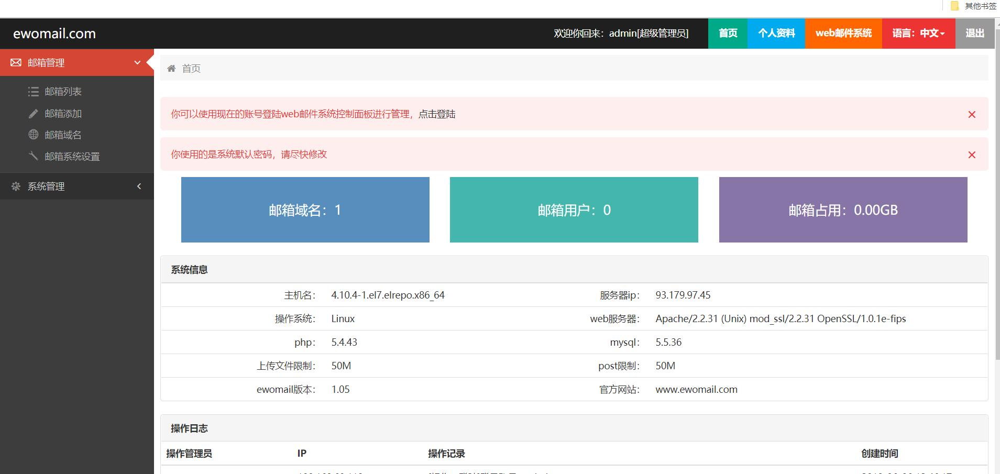 其他书签
ewomail.com
欢迎你回来：admin[超级管理员]
首页
个人资料
web邮件系统
语言：中文
退出
邮箱管理
邮箱列表
邮箱添加
邮箱域名
邮箱系统设置
系统管理
首页
你可以使用现在的账号登陆web邮件系统控制面板进行管理，点击登陆
你使用的是系统默认密码，请尽快修改
邮箱域名：1
邮箱用户：0
邮箱占用：0.00GB
系统信息
主机名： 4.10.4-1.el7.elrepo.x86_64 服务器ip： 93.179.97.45
操作系统： Linux web服务器： Apache/2.2.31 (Unix) mod_ssl/2.2.31 OpenSSL/1.0.1e-fips
php： 5.4.43 mysql： 5.5.36
上传文件限制： 50M post限制： 50M
ewomail版本： 1.05 官方网站： www.ewomail.com
操作日志
操作管理员 IP 操作记录 创建时间